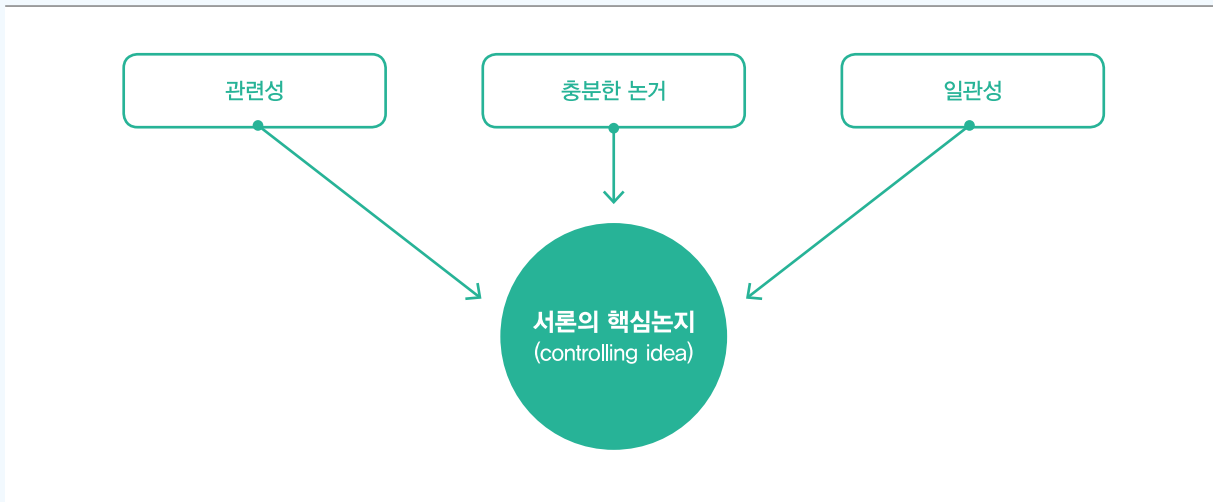 관련성
충분한 논거
일관성
서론의 핵심논지
(controlling idea)